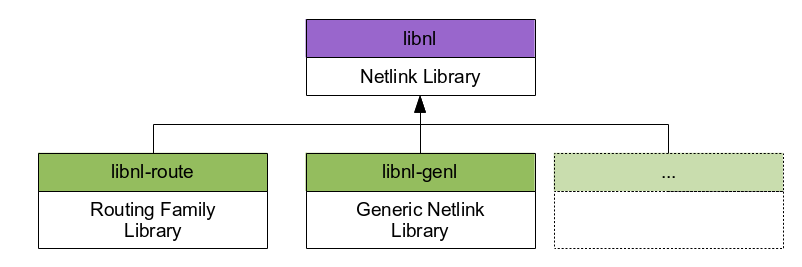 libnl
Netlink Library
libnl-route
libnl-genl
...
Routing Family
Library
Generic Netlink
Library